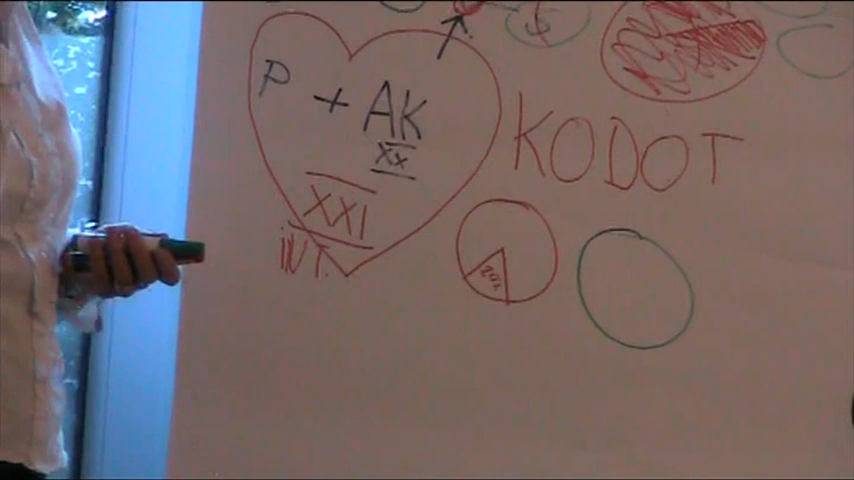 $
P + AK
XX
KODOT
XXI
INT.
20%